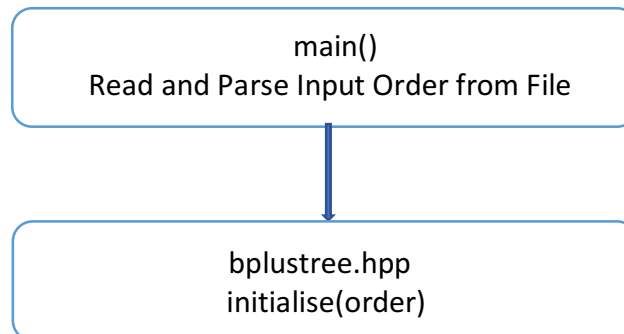 main()
Read and Parse Input Order from File
bplustree.hpp
initialise(order)